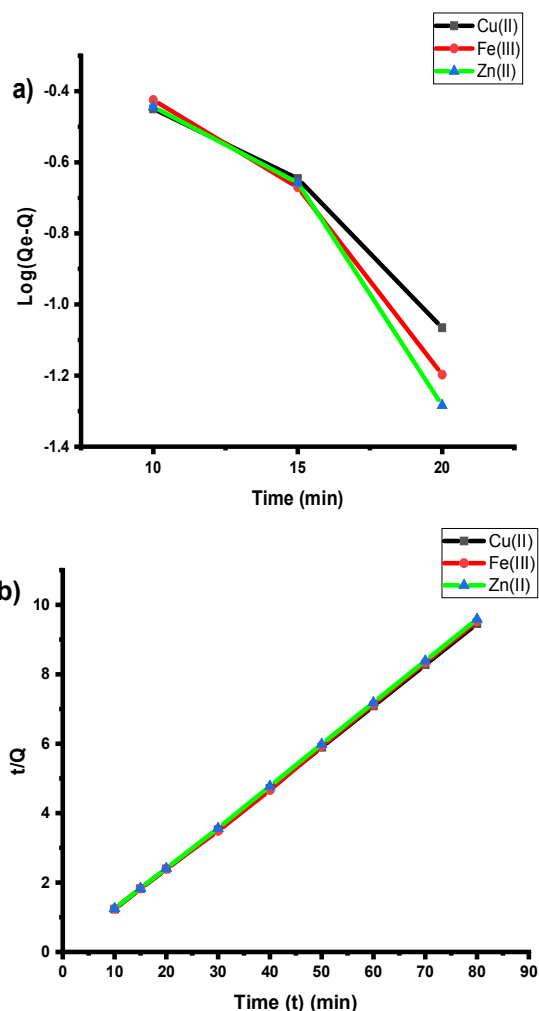 Cu(II)
Fe(III)
Zn(II)
a)
-0.4
-0.6
-0.8
-1.0
-1.2
-1.4
Log(Qe-Q)
10
15
20
Time (min)
Cu(II)
Fe(III)
Zn(II)
b)
10
8
6
4
2
0
t/Q
0
10
20
30
40
50
60
70
80
90
Time (t) (min)